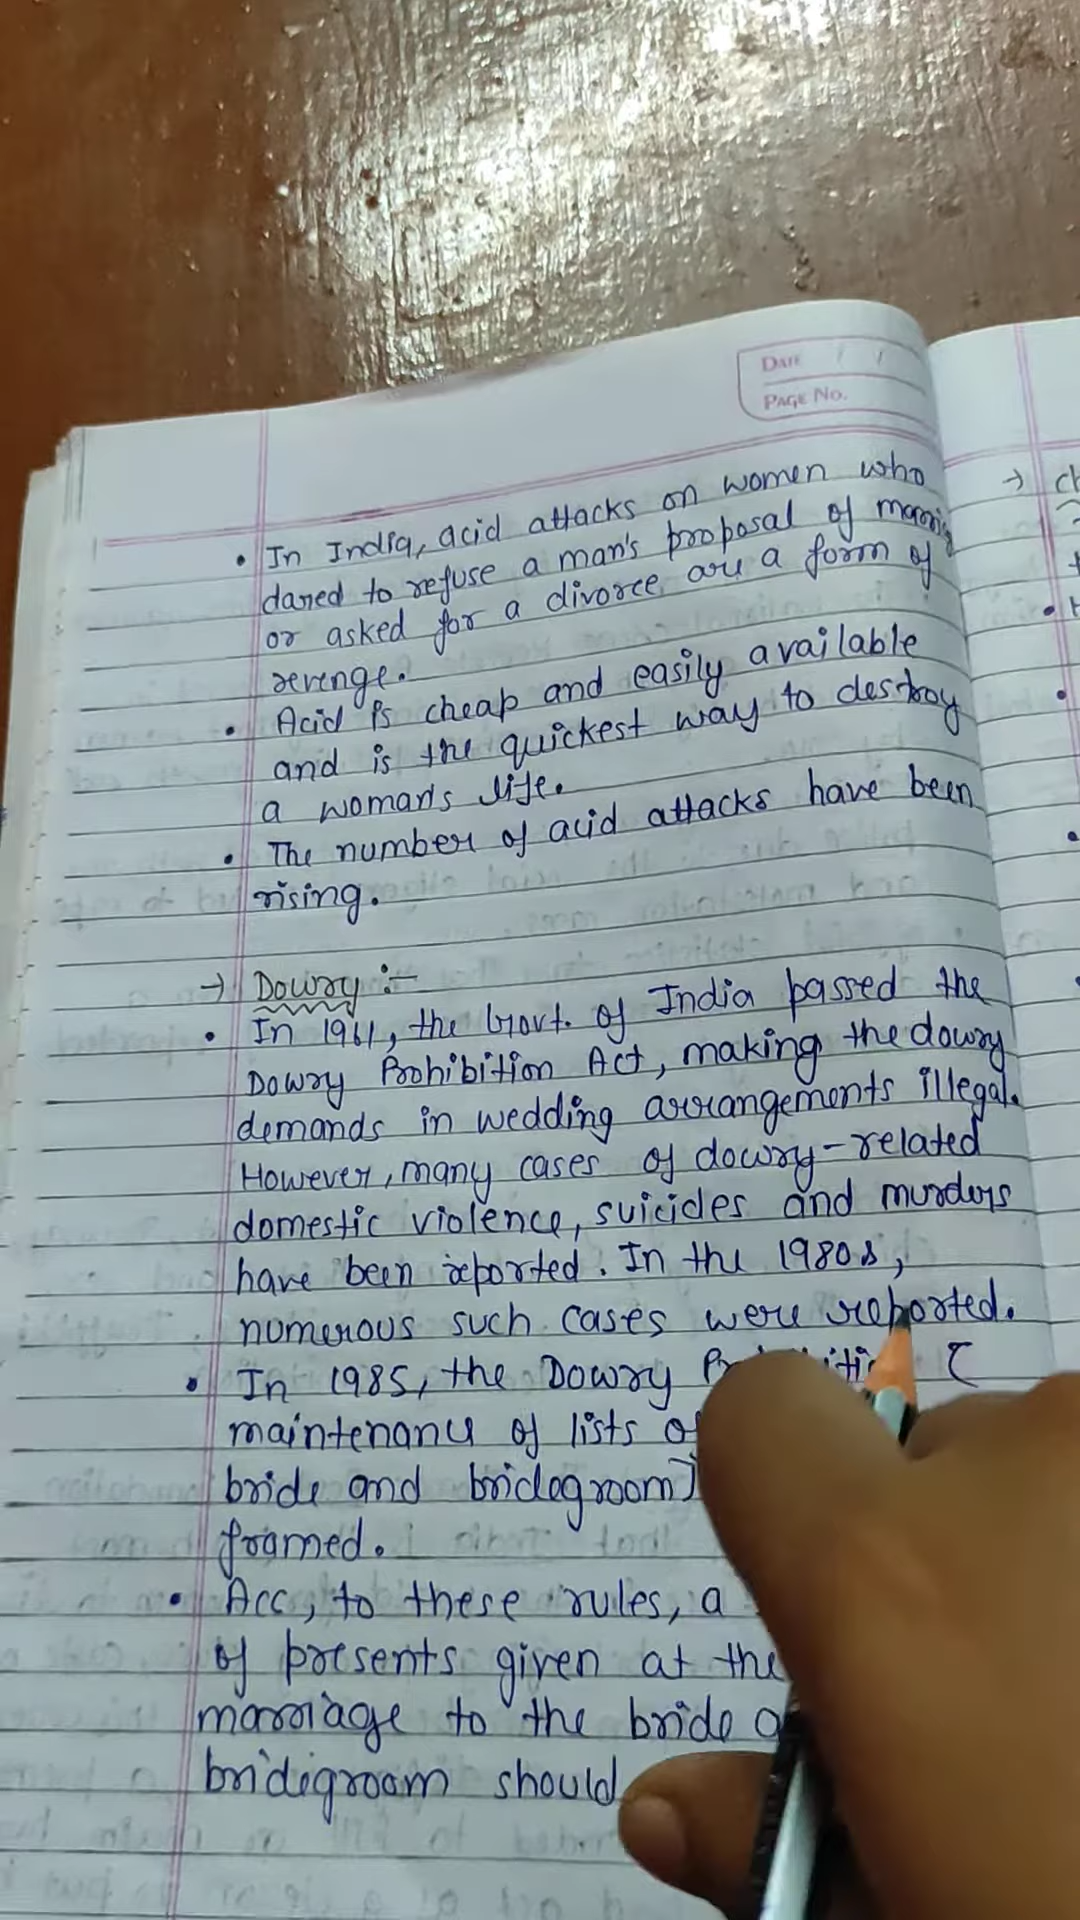 DATE / /
PAGE NO.
• In India, acid attacks on women who
dared to refuse a man's proposal of
or asked for a divorce are a form of
revenge.
• Acid is cheap and easily available
and is the quickest way to destroy
a woman's life.
• The number of acid attacks have been
rising.
→ Dowry :-
• In 1961, the Govt. of India passed the
Dowry Prohibition Act, making the dowry
demands in wedding arrangements illegal.
However, many cases of dowry-related
domestic violence, suicides and murders
have been reported. In the 1980s,
numerous such cases were reported.
• In 1985, the Dowry
maintenance of lists
bride and bridegroom)
framed.
• Acc, to these rules, a
of presents given at the
marriage to the bride
bridegroom should